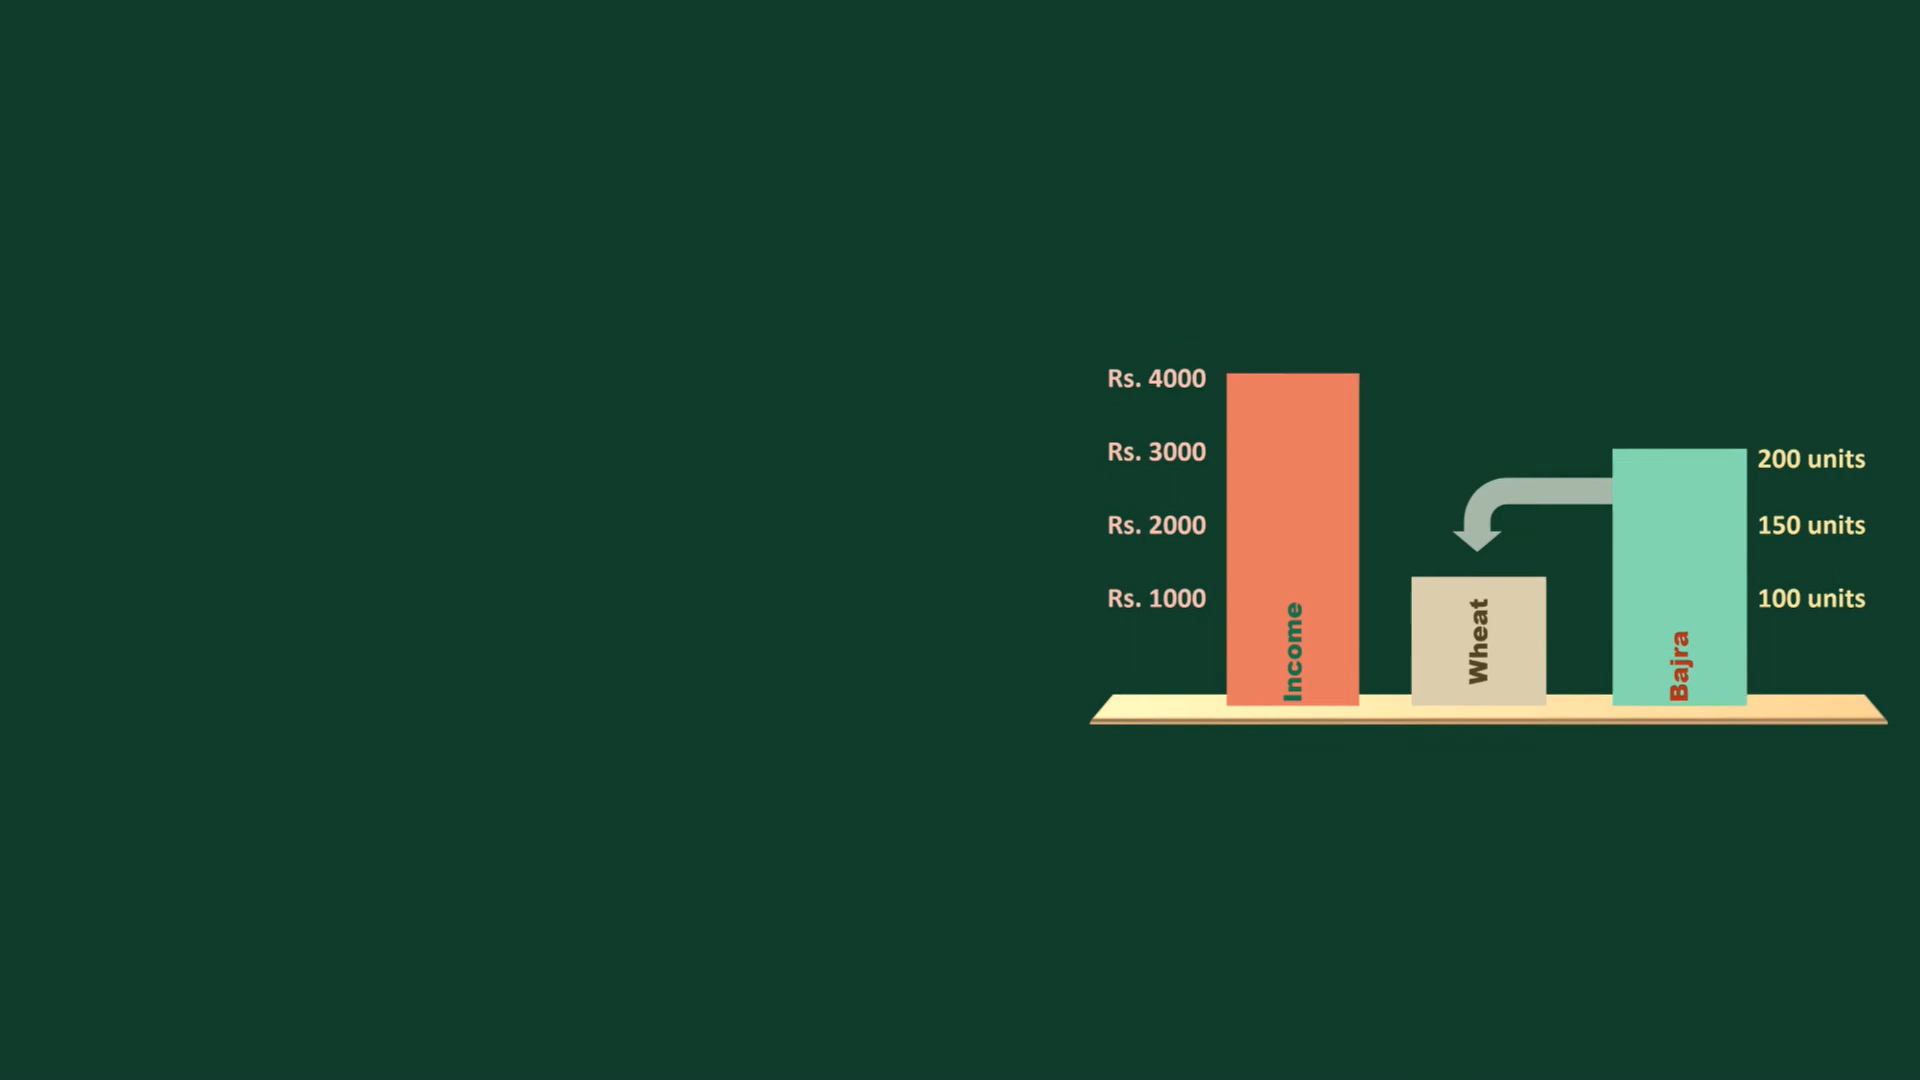 Rs. 4000
Rs. 3000
Rs. 2000
Rs. 1000
Income
Wheat
Bajra
200 units
150 units
100 units